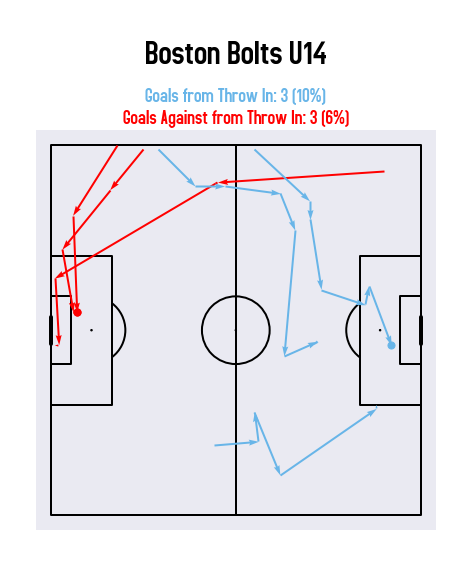 Boston Bolts U14
Goals from Throw In: 3 (10%)
Goals Against from Throw In: 3 (6%)